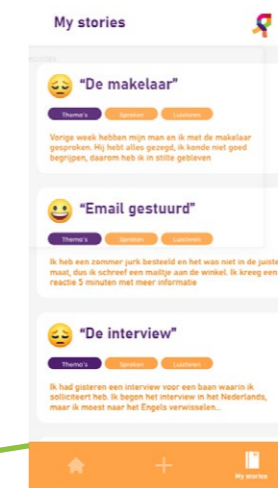 My stories
"De makelaar"
Thema's Spreken Luisteren
Vorige week hebben mijn man en ik met de makelaar
gesproken. Hij hebt alles gezegd, ik konde niet goed
begrijpen, daarom heb ik in stilte gebleven
"Email gestuurd"
Thema's Spreken Luisteren
Ik heb een zommer jurk besteeld en het was niet in de juiste
maat, dus ik schreef een mailtje aan de winkel. Ik kreeg een
reactie 5 minuten met meer informatie
"De interview"
Thema's Spreken Luisteren
Ik had gisteren een interview voor een baan waarin ik
solliciteert heb. Ik begon het interview in het Nederlands,
maar ik moest naar het Engels verwisselen...
My stories